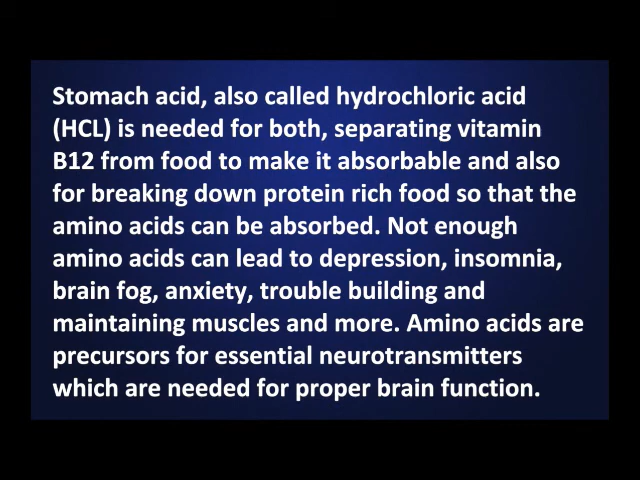 Stomach acid, also called hydrochloric acid
(HCL) is needed for both, separating vitamin
B12 from food to make it absorbable and also
for breaking down protein rich food so that the
amino acids can be absorbed. Not enough
amino acids can lead to depression, insomnia,
brain fog, anxiety, trouble building and
maintaining muscles and more. Amino acids are
precursors for essential neurotransmitters
which are needed for proper brain function.